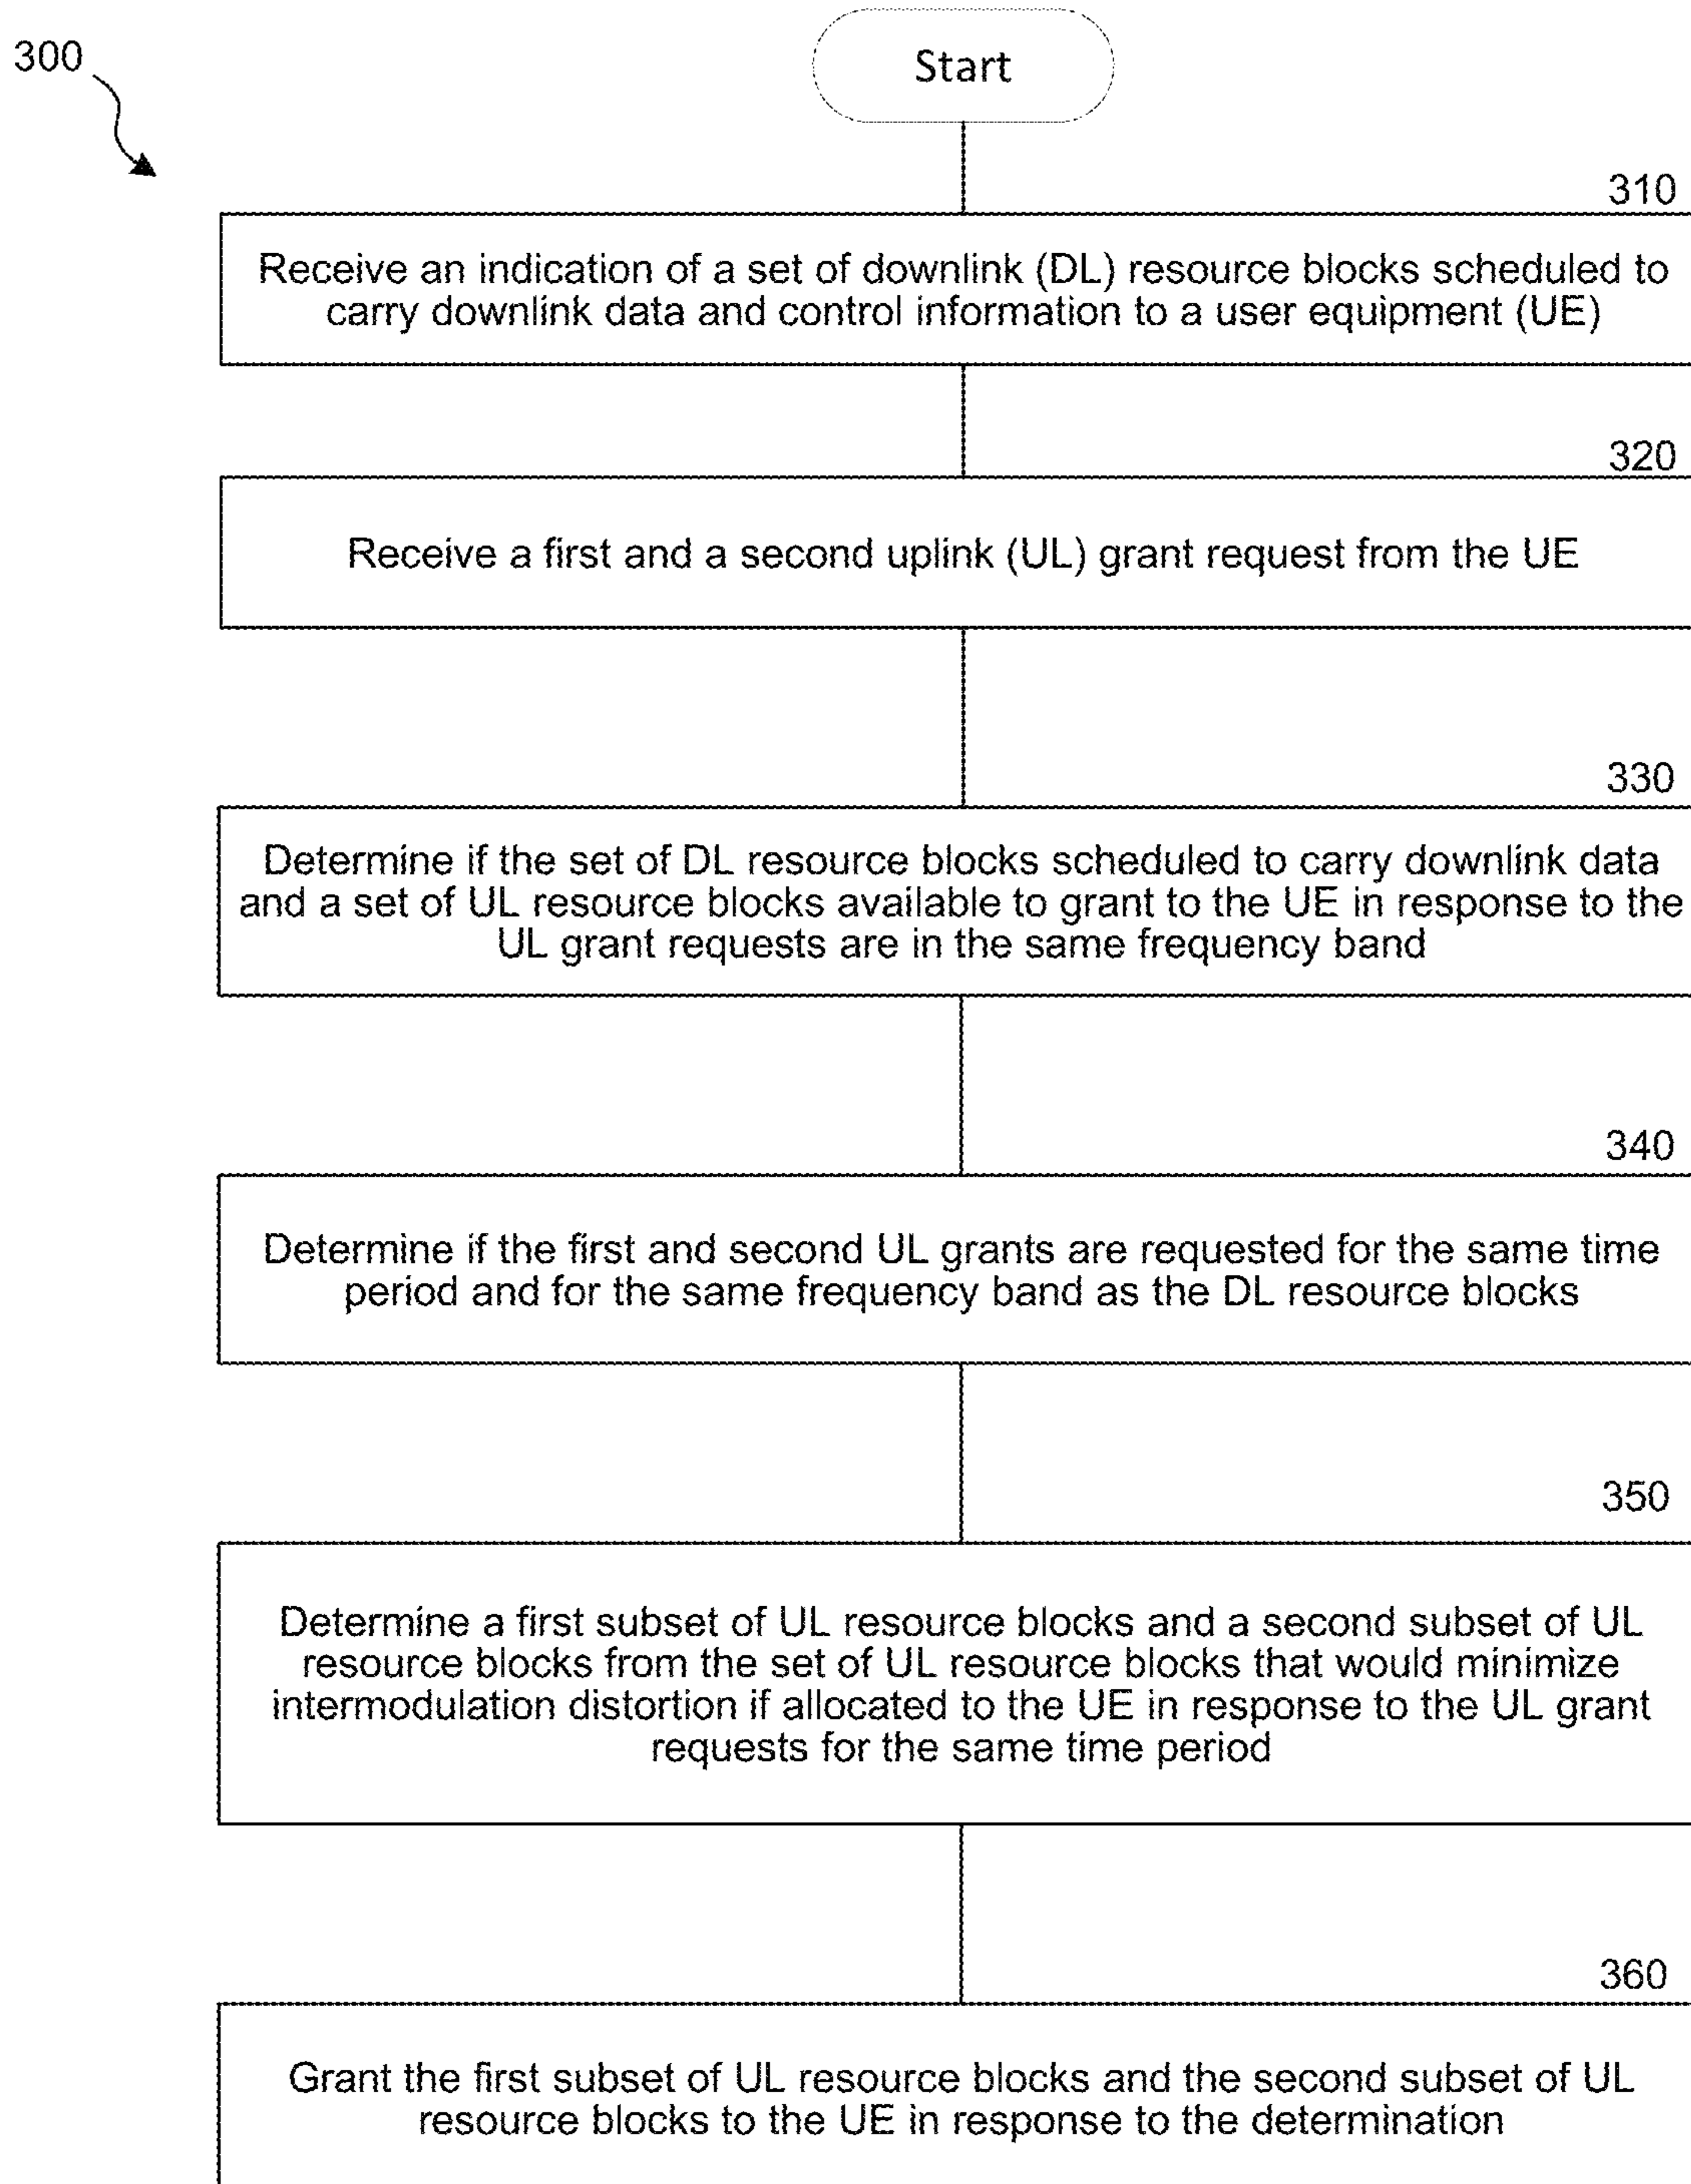 300
Start
310
Receive an indication of a set of downlink (DL) resource blocks scheduled to
carry downlink data and control information to a user equipment (UE)
320
Receive a first and a second uplink (UL) grant request from the UE
330
Determine if the set of DL resource blocks scheduled to carry downlink data
and a set of UL resource blocks available to grant to the UE in response to the
UL grant requests are in the same frequency band
340
Determine if the first and second UL grants are requested for the same time
period and for the same frequency band as the DL resource blocks
350
Determine a first subset of UL resource blocks and a second subset of UL
resource blocks from the set of UL resource blocks that would minimize
intermodulation distortion if allocated to the UE in response to the UL grant
requests for the same time period
360
Grant the first subset of UL resource blocks and the second subset of UL
resource blocks to the UE in response to the determination